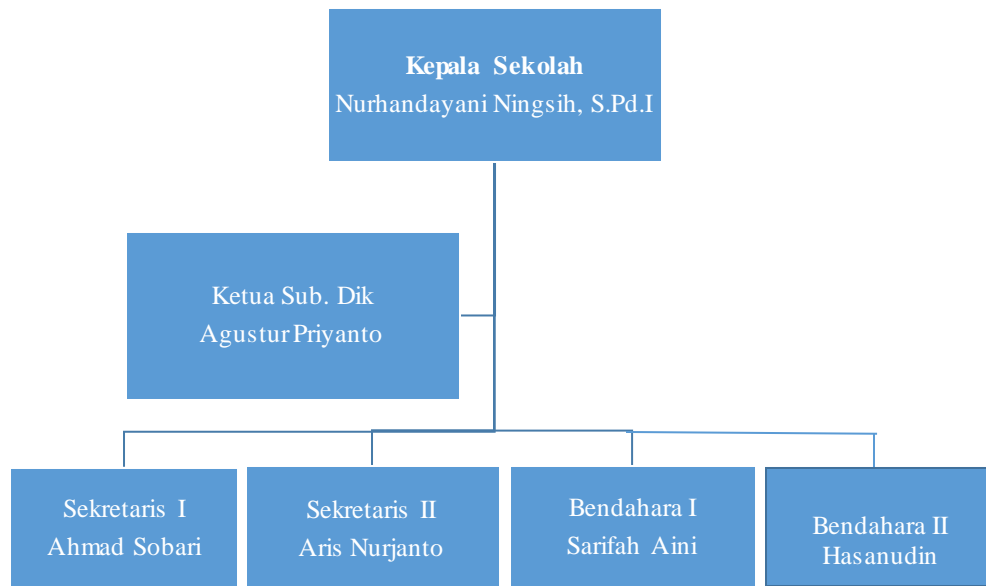 Kepala Sekolah
Nurhandayani Ningsih, S.Pd.I
Ketua Sub. Dik
Agustur Priyanto
Sekretaris I
Ahmad Sobari
Sekretaris II
Aris Nurjanto
Bendahara I
Sarifah Aini
Bendahara II
Hasanudin